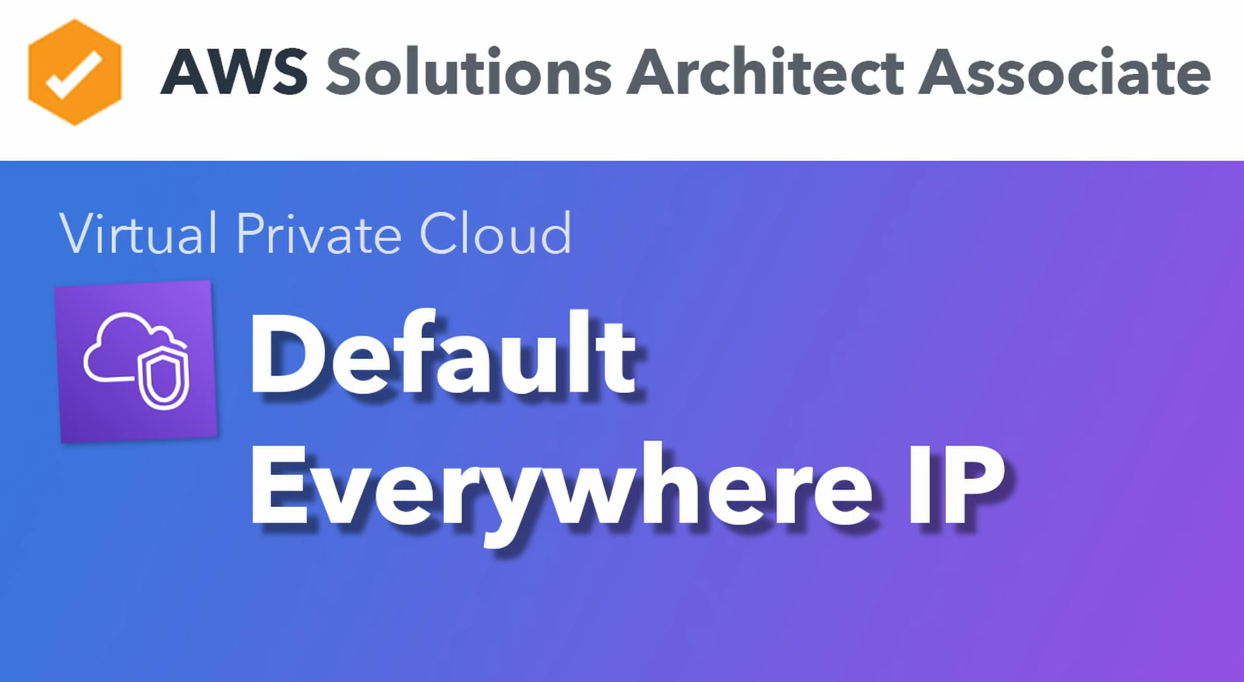 AWS Solutions Architect Associate
Virtual Private Cloud
Default
Everywhere IP